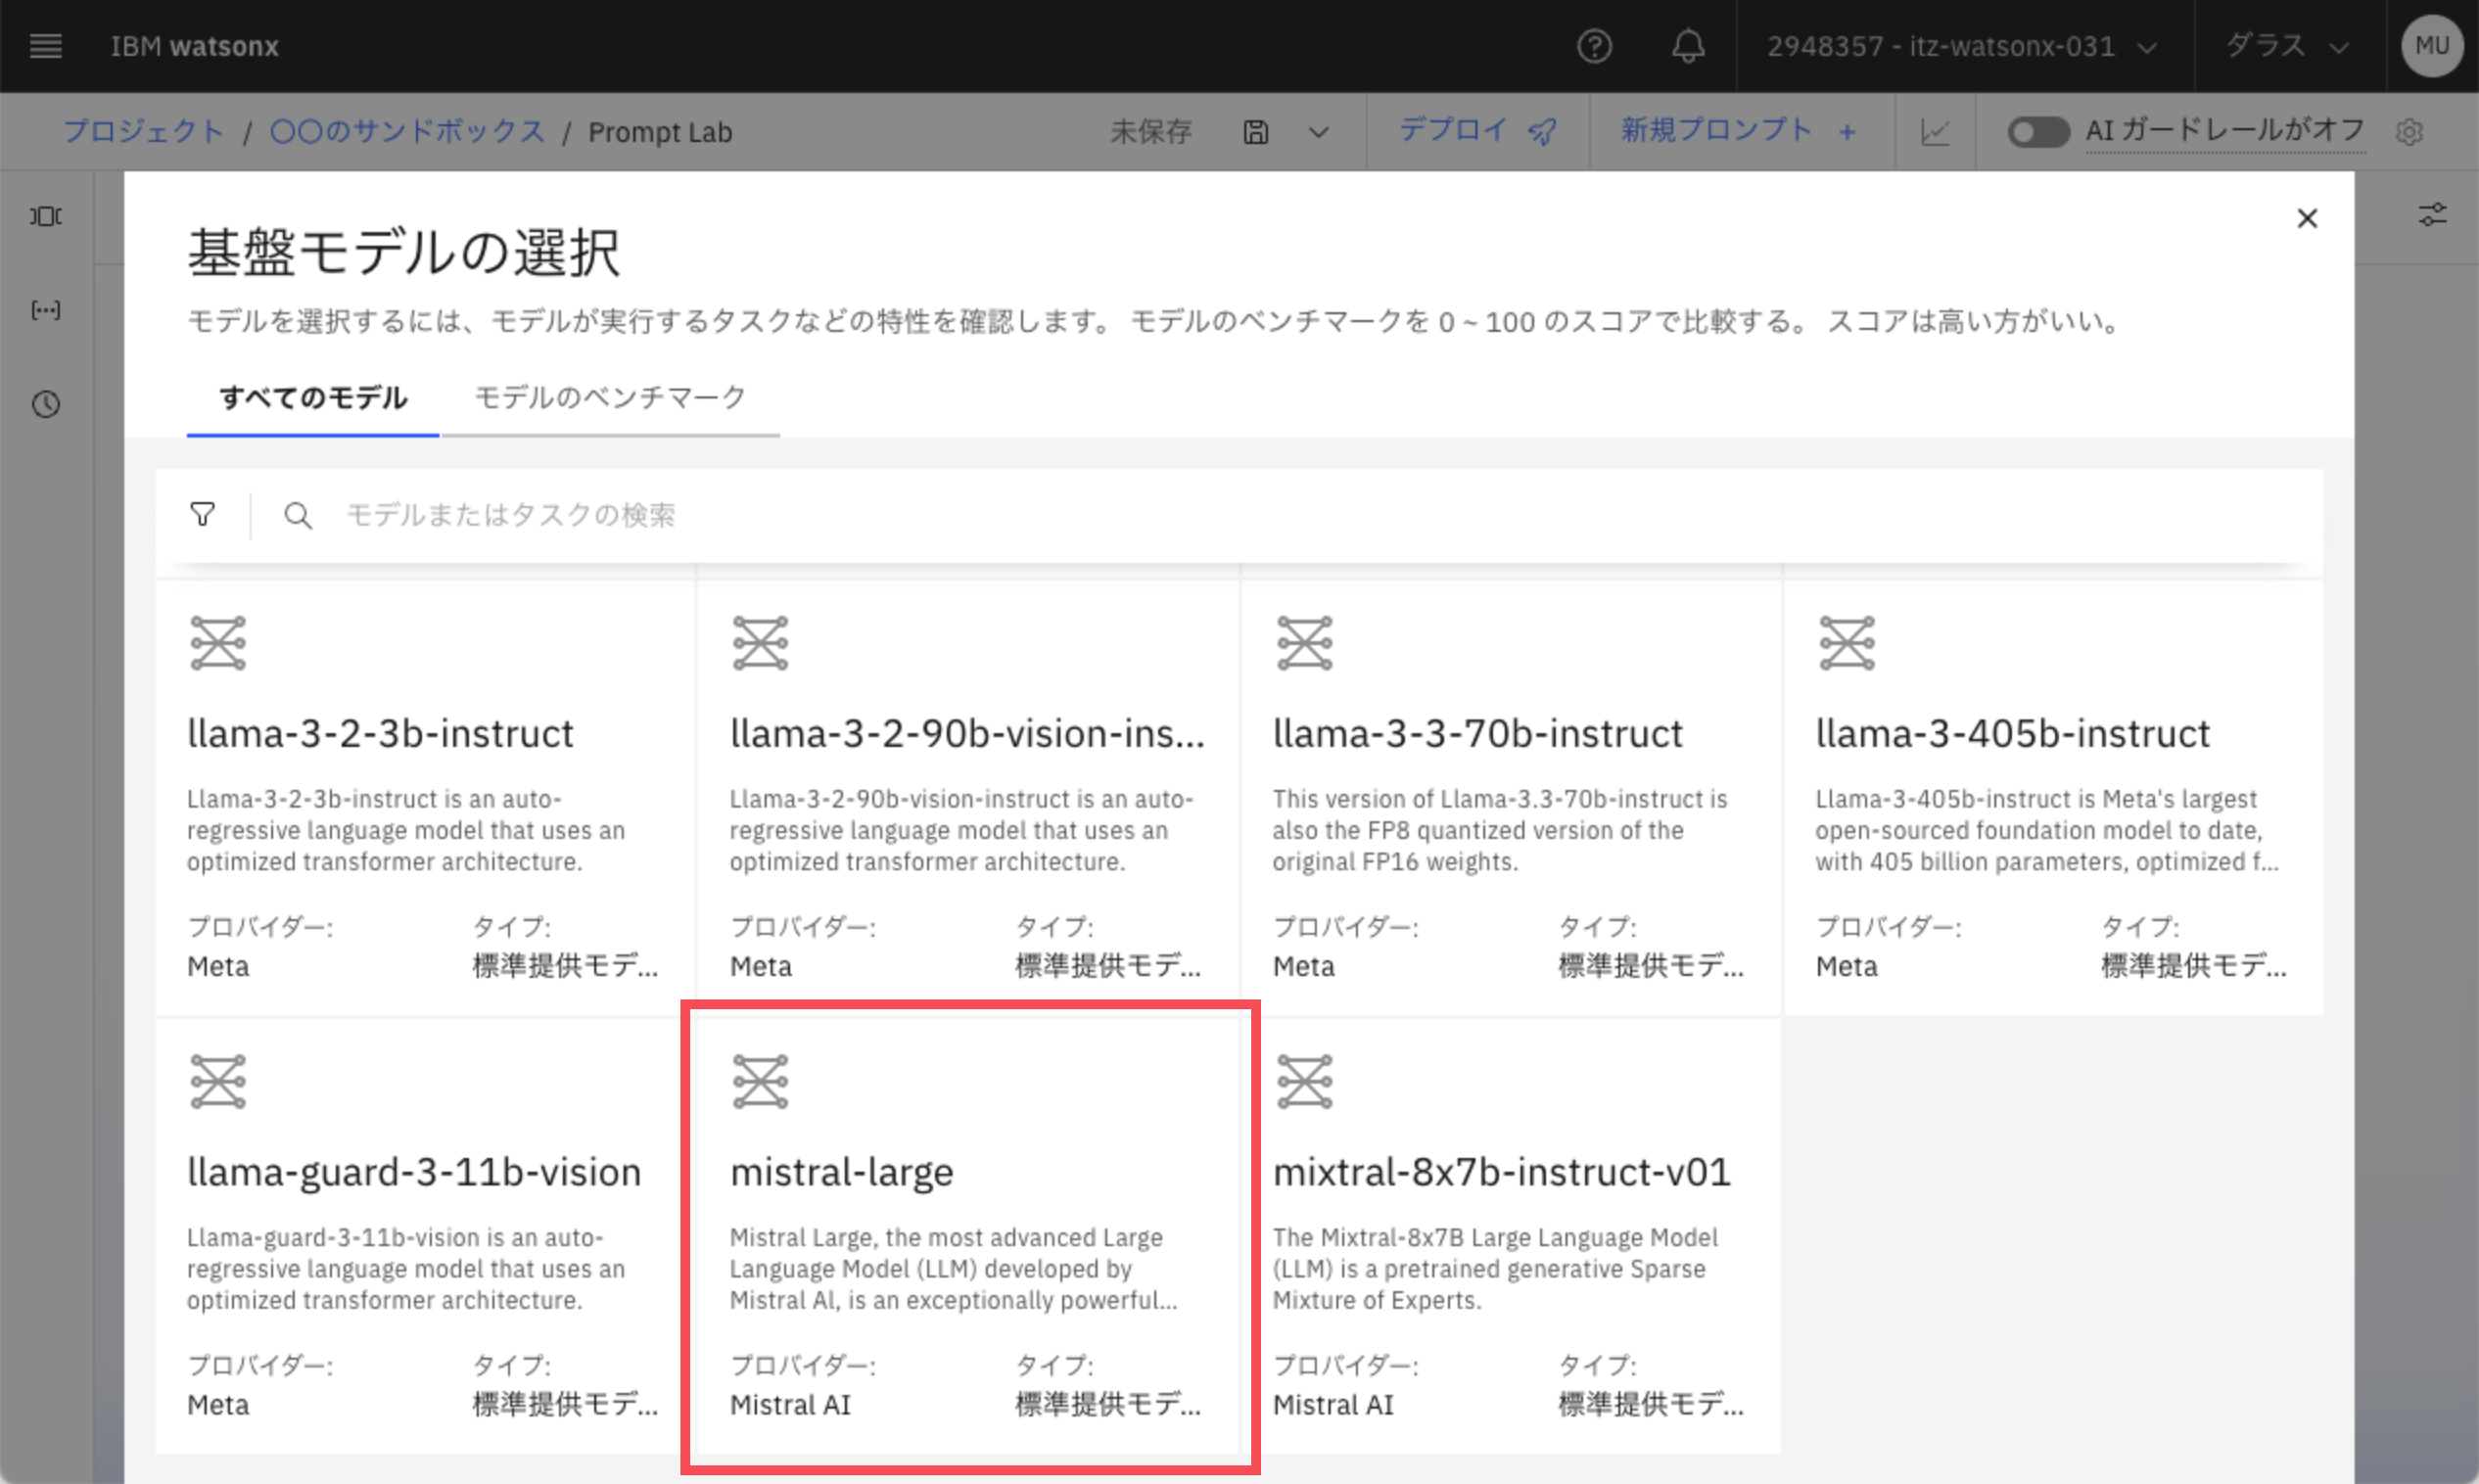 IBM watsonx
2948357 - itz-watsonx-031
ダラス
MU
プロジェクト / 〇〇のサンドボックス / Prompt Lab
未保存
デプロイ
新規プロンプト +
AI ガードレールがオフ
基盤モデルの選択
モデルを選択するには、モデルが実行するタスクなどの特性を確認します。 モデルのベンチマークを 0 ~ 100 のスコアで比較する。 スコアは高い方がいい。
すべてのモデル
モデルのベンチマーク
モデルまたはタスクの検索
llama-3-2-3b-instruct
Llama-3-2-3b-instruct is an auto-
regressive language model that uses an
optimized transformer architecture.
プロバイダー:
タイプ:
Meta
標準提供モデ...
llama-3-2-90b-vision-ins...
Llama-3-2-90b-vision-instruct is an auto-
regressive language model that uses an
optimized transformer architecture.
プロバイダー:
タイプ:
Meta
標準提供モデ...
llama-3-3-70b-instruct
This version of Llama-3.3-70b-instruct is
also the FP8 quantized version of the
original FP16 weights.
プロバイダー:
タイプ:
Meta
標準提供モデ...
llama-3-405b-instruct
Llama-3-405b-instruct is Meta's largest
open-sourced foundation model to date,
with 405 billion parameters, optimized f...
プロバイダー:
タイプ:
Meta
標準提供モデ...
llama-guard-3-11b-vision
Llama-guard-3-11b-vision is an auto-
regressive language model that uses an
optimized transformer architecture.
プロバイダー:
タイプ:
Meta
標準提供モデ...
mistral-large
Mistral Large, the most advanced Large
Language Model (LLM) developed by
Mistral Al, is an exceptionally powerful...
プロバイダー:
タイプ:
Mistral AI
標準提供モデ...
mixtral-8x7b-instruct-v01
The Mixtral-8x7B Large Language Model
(LLM) is a pretrained generative Sparse
Mixture of Experts.
プロバイダー:
タイプ:
Mistral AI
標準提供モデ...